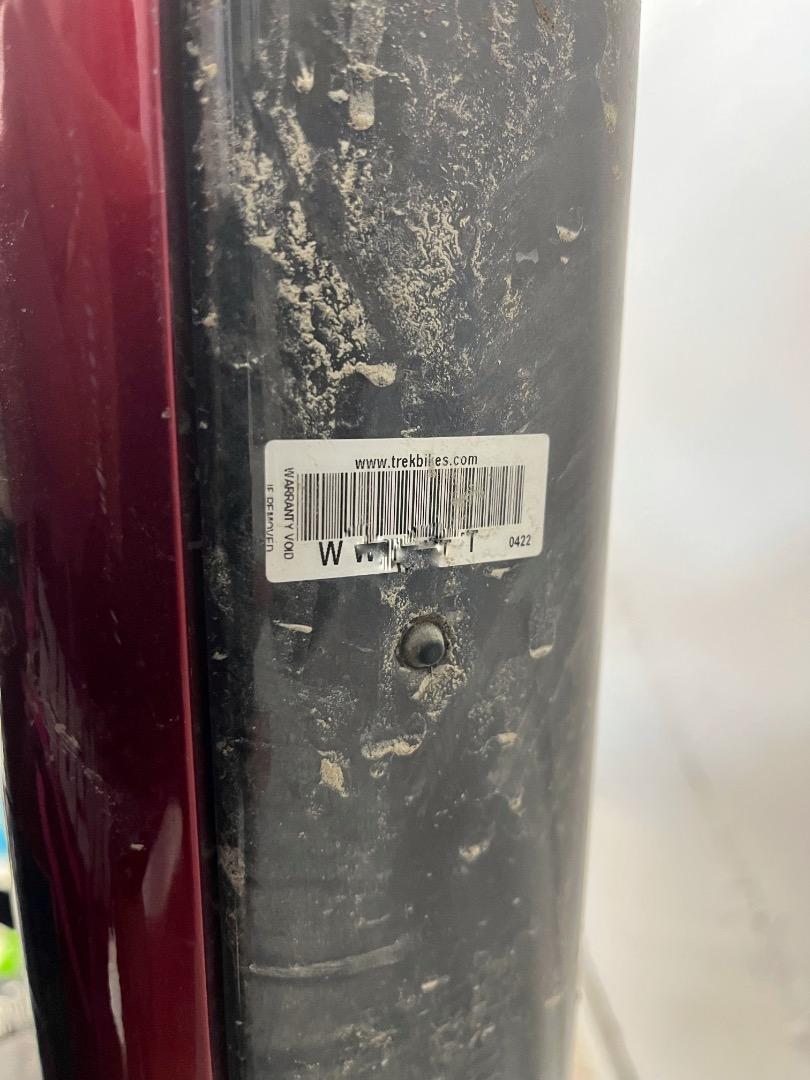 www.trekbikes.com
WARRANTY VOID
IF REMOVED
0422